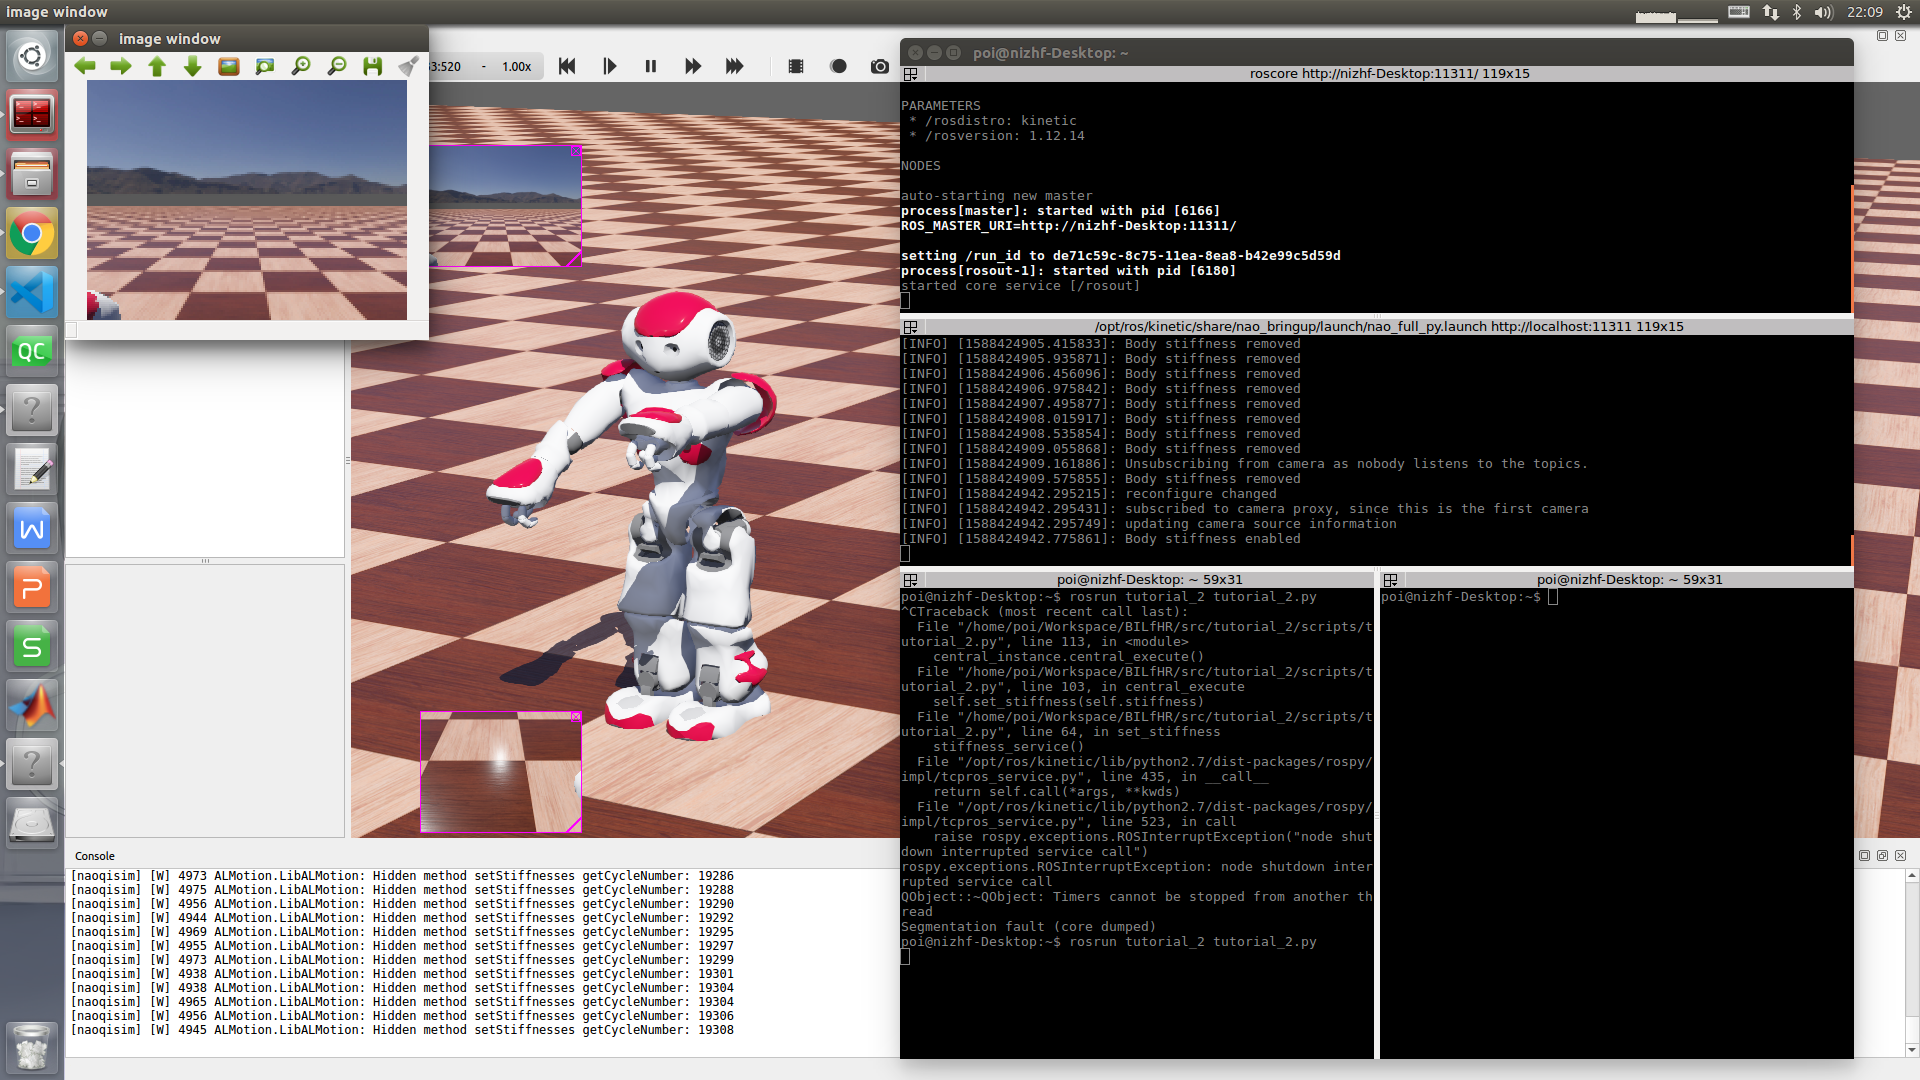 image window
22:09
image window
3:520 - 1.00x
poi@nizhf-Desktop: ~
roscore http://nizhf-Desktop:11311/ 119x15
PARAMETERS
 * /rosdistro: kinetic
 * /rosversion: 1.12.14
NODES
auto-starting new master
process[master]: started with pid [6166]
ROS_MASTER_URI=http://nizhf-Desktop:11311/
setting /run_id to de71c59c-8c75-11ea-8ea8-b42e99c5d59d
process[rosout-1]: started with pid [6180]
started core service [/rosout]
/opt/ros/kinetic/share/nao_bringup/launch/nao_full_py.launch http://localhost:11311 119x15
[INFO] [1588424905.415833]: Body stiffness removed
[INFO] [1588424905.935871]: Body stiffness removed
[INFO] [1588424906.456096]: Body stiffness removed
[INFO] [1588424906.975842]: Body stiffness removed
[INFO] [1588424907.495877]: Body stiffness removed
[INFO] [1588424908.015917]: Body stiffness removed
[INFO] [1588424908.535854]: Body stiffness removed
[INFO] [1588424909.055868]: Body stiffness removed
[INFO] [1588424909.161886]: Unsubscribing from camera as nobody listens to the topics.
[INFO] [1588424909.575855]: Body stiffness removed
[INFO] [1588424942.295215]: reconfigure changed
[INFO] [1588424942.295431]: subscribed to camera proxy, since this is the first camera
[INFO] [1588424942.295749]: updating camera source information
[INFO] [1588424942.775861]: Body stiffness enabled
poi@nizhf-Desktop: ~ 59x31
poi@nizhf-Desktop:~$ rosrun tutorial_2 tutorial_2.py
^CTraceback (most recent call last):
  File "/home/poi/Workspace/BILfHR/src/tutorial_2/scripts/t
utorial_2.py", line 113, in <module>
    central_instance.central_execute()
  File "/home/poi/Workspace/BILfHR/src/tutorial_2/scripts/t
utorial_2.py", line 103, in central_execute
    self.set_stiffness(self.stiffness)
  File "/home/poi/Workspace/BILfHR/src/tutorial_2/scripts/t
utorial_2.py", line 64, in set_stiffness
    stiffness_service()
  File "/opt/ros/kinetic/lib/python2.7/dist-packages/rospy/
impl/tcpros_service.py", line 435, in __call__
    return self.call(*args, **kwds)
  File "/opt/ros/kinetic/lib/python2.7/dist-packages/rospy/
impl/tcpros_service.py", line 523, in call
    raise rospy.exceptions.ROSInterruptException("node shut
down interrupted service call")
rospy.exceptions.ROSInterruptException: node shutdown inter
rupted service call
QObject::~QObject: Timers cannot be stopped from another th
read
Segmentation fault (core dumped)
poi@nizhf-Desktop:~$ rosrun tutorial_2 tutorial_2.py
poi@nizhf-Desktop: ~ 59x31
poi@nizhf-Desktop:~$
QC
W
P
S
Console
[naoqisim] [W] 4973 ALMotion.LibALMotion: Hidden method setStiffnesses getCycleNumber: 19286
[naoqisim] [W] 4975 ALMotion.LibALMotion: Hidden method setStiffnesses getCycleNumber: 19288
[naoqisim] [W] 4956 ALMotion.LibALMotion: Hidden method setStiffnesses getCycleNumber: 19290
[naoqisim] [W] 4944 ALMotion.LibALMotion: Hidden method setStiffnesses getCycleNumber: 19292
[naoqisim] [W] 4969 ALMotion.LibALMotion: Hidden method setStiffnesses getCycleNumber: 19295
[naoqisim] [W] 4955 ALMotion.LibALMotion: Hidden method setStiffnesses getCycleNumber: 19297
[naoqisim] [W] 4973 ALMotion.LibALMotion: Hidden method setStiffnesses getCycleNumber: 19299
[naoqisim] [W] 4938 ALMotion.LibALMotion: Hidden method setStiffnesses getCycleNumber: 19301
[naoqisim] [W] 4938 ALMotion.LibALMotion: Hidden method setStiffnesses getCycleNumber: 19304
[naoqisim] [W] 4965 ALMotion.LibALMotion: Hidden method setStiffnesses getCycleNumber: 19304
[naoqisim] [W] 4956 ALMotion.LibALMotion: Hidden method setStiffnesses getCycleNumber: 19306
[naoqisim] [W] 4945 ALMotion.LibALMotion: Hidden method setStiffnesses getCycleNumber: 19308